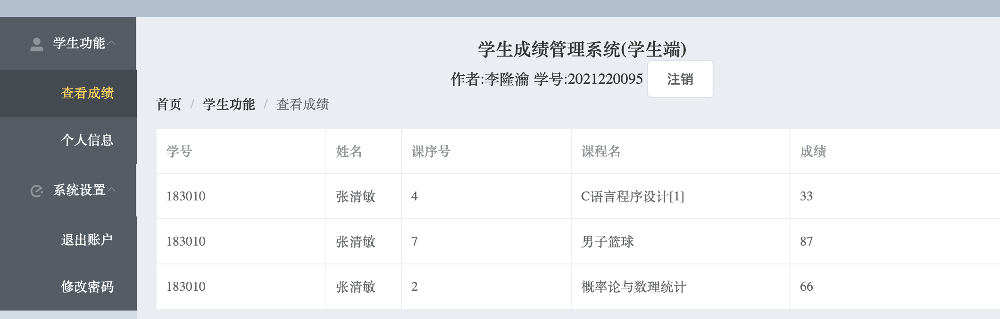 学生功能
查看成绩
个人信息
系统设置
退出账户
修改密码
学生成绩管理系统(学生端)
作者:李隆瀹 学号:2021220095 注销
首页 / 学生功能 / 查看成绩
学号 姓名 课序号 课程名 成绩
183010 张清敏 4 C语言程序设计[1] 33
183010 张清敏 7 男子篮球 87
183010 张清敏 2 概率论与数理统计 66